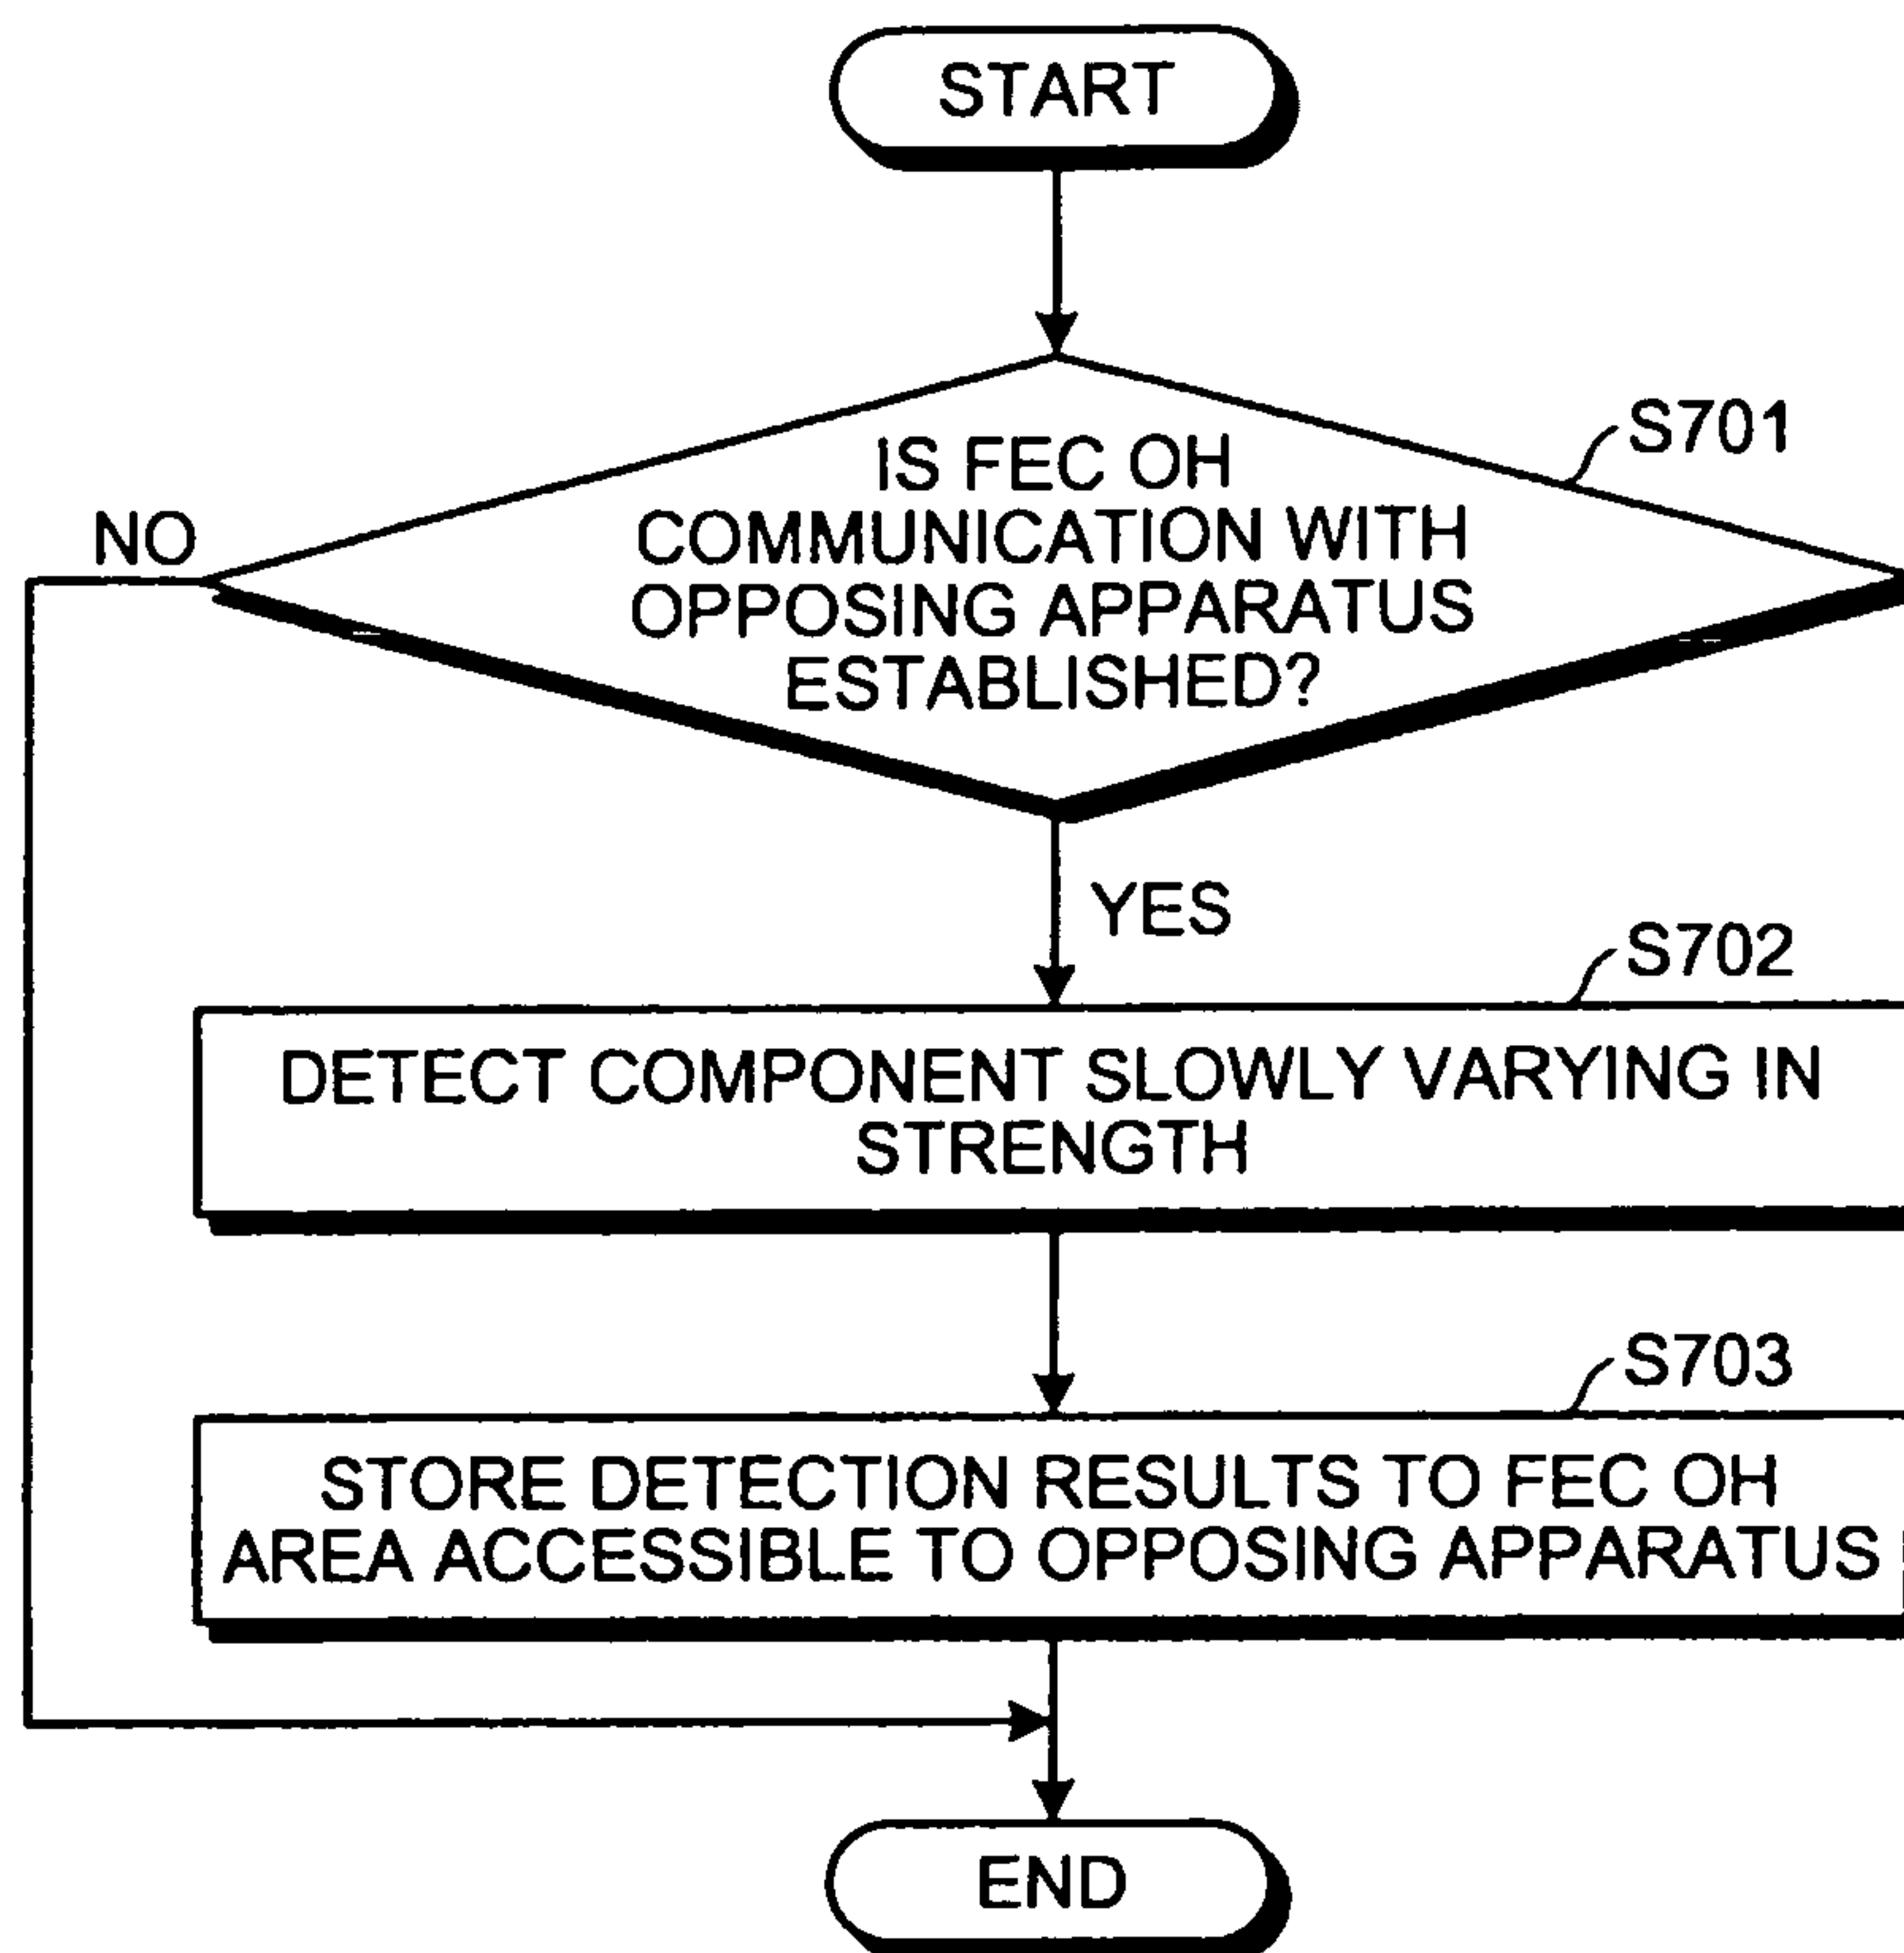 START
S701
IS FEC OH
COMMUNICATION WITH
OPPOSING APPARATUS
ESTABLISHED?
NO
YES
S702
DETECT COMPONENT SLOWLY VARYING IN
STRENGTH
S703
STORE DETECTION RESULTS TO FEC OH
AREA ACCESSIBLE TO OPPOSING APPARATUS
END